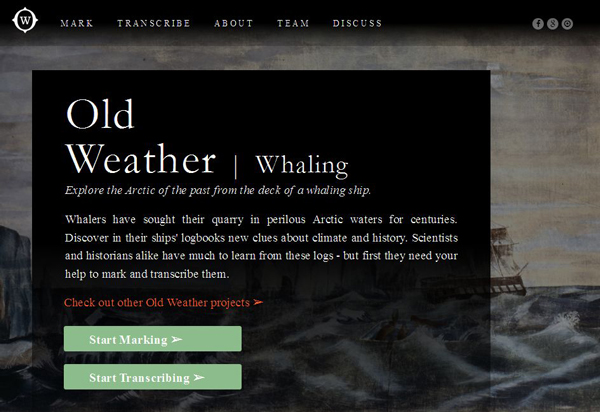 W MARK TRANSCRIBE ABOUT TEAM DISCUSS
Old
Weather | Whaling
Explore the Arctic of the past from the deck of a whaling ship.
Whalers have sought their quarry in perilous Arctic waters for centuries.
Discover in their ships' logbooks new clues about climate and history. Scientists
and historians alike have much to learn from these logs - but first they need your
help to mark and transcribe them.
Check out other Old Weather projects ➢
Start Marking ➢
Start Transcribing ➢